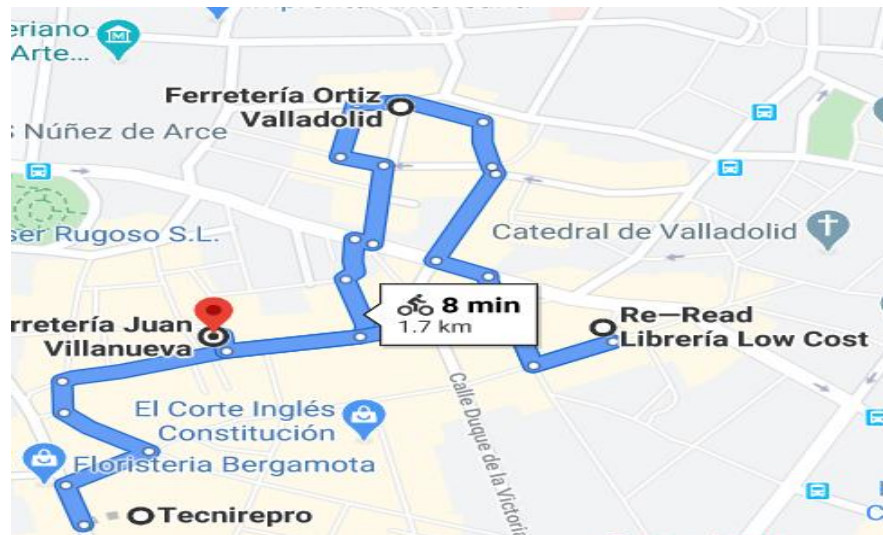 eriano
Arte...
M
Ferretería Ortiz
Valladolid
s Núñez de Arce
Catedral de Valladolid
ser Rugoso S.L.
8 min
1.7 km
rretería Juan
Villanueva
Re-Read
Librería Low Cost
El Corte Inglés
Constitución
Calle Duque de la Victoria
Floristeria Bergamota
Tecnirepro